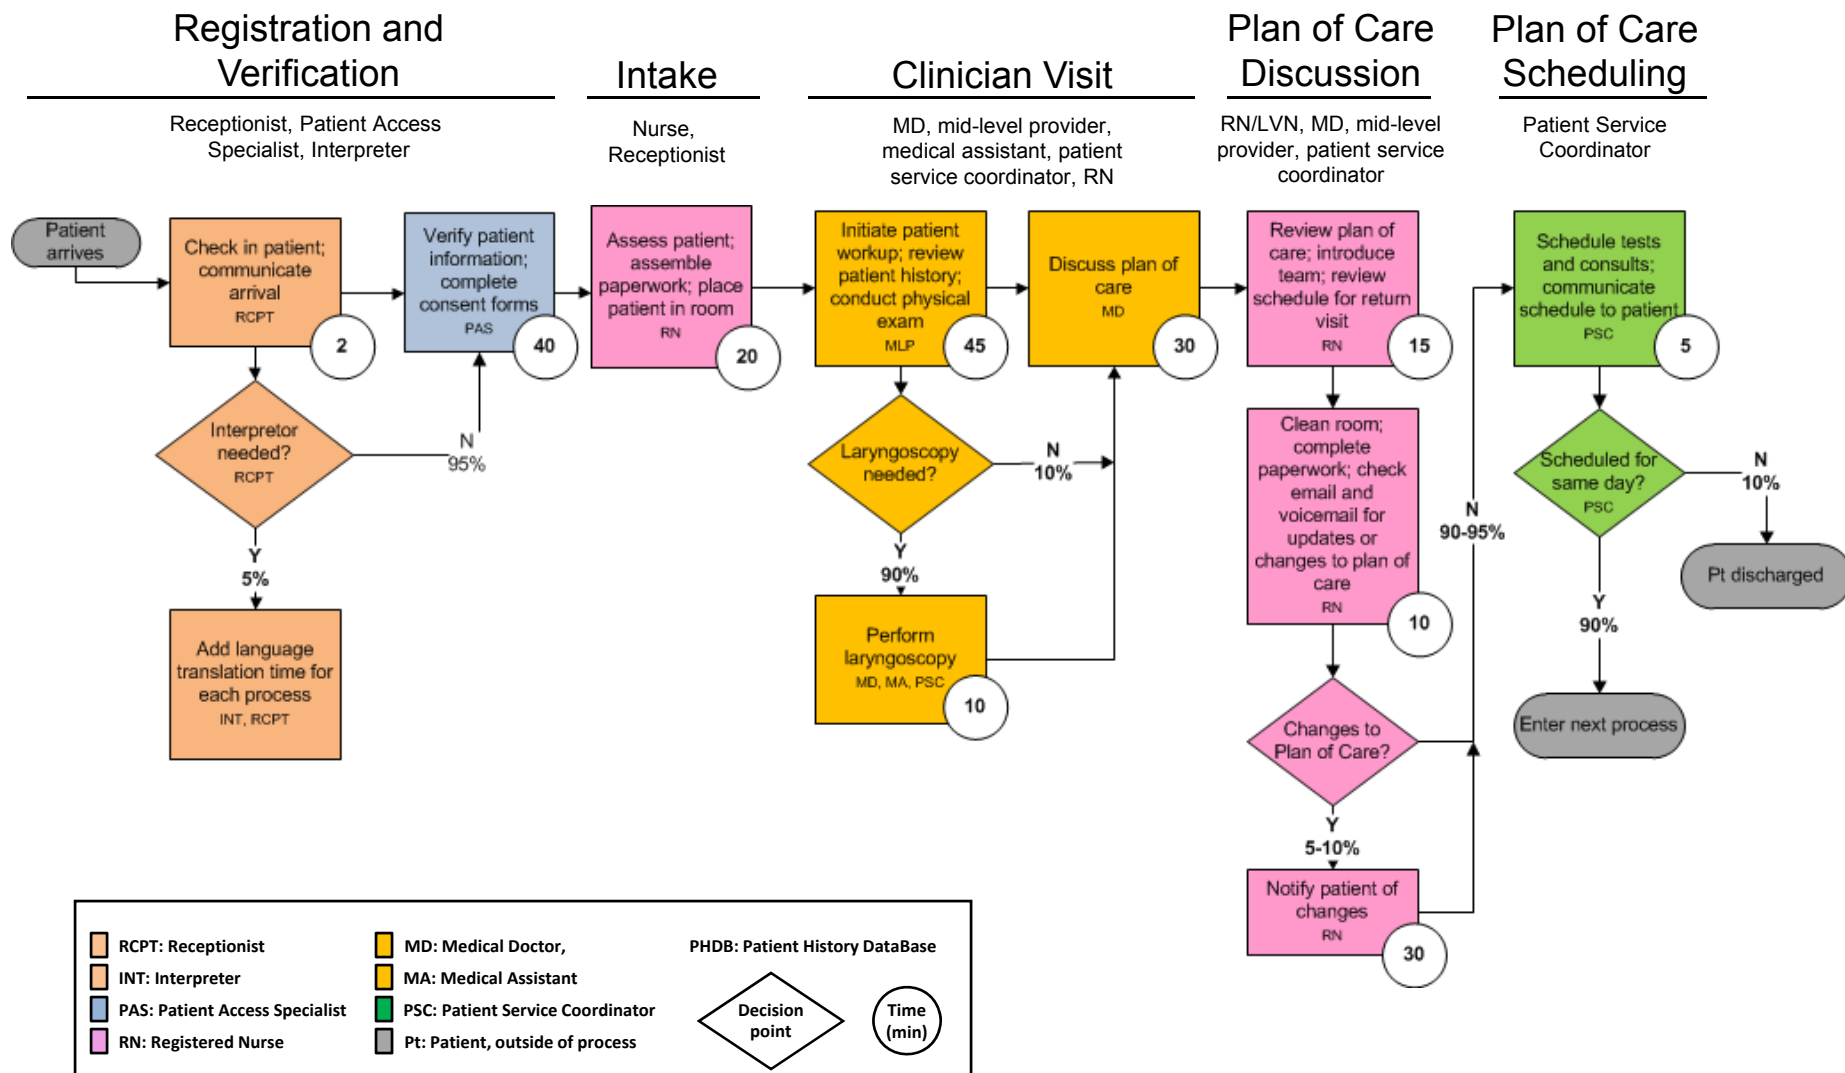 Registration and
Verification
Intake
Clinician Visit
Plan of Care
Discussion
Plan of Care
Scheduling
Receptionist, Patient Access
Specialist, Interpreter
Nurse,
Receptionist
MD, mid-level provider,
medical assistant, patient
service coordinator, RN
RN/LVN, MD, mid-level
provider, patient service
coordinator
Patient Service
Coordinator
Patient
arrives
Check in patient;
communicate
arrival
RCPT
2
Verify patient
information;
complete
consent forms
PAS
40
Assess patient;
assemble
paperwork; place
patient in room
RN
20
Initiate patient
workup; review
patient history;
conduct physical
exam
MLP
45
Discuss plan of
care
MD
30
Review plan of
care; introduce
team; review
schedule for return
visit
RN
15
Schedule tests
and consults;
communicate
schedule to patient
PSC
5
Interpretor
needed?
RCPT
N
95%
Y
5%
Add language
translation time for
each process
INT, RCPT
Laryngoscopy
needed?
N
10%
Y
90%
Perform
laryngoscopy
MD, MA, PSC
10
Clean room;
complete
paperwork; check
email and
voicemail for
updates or
changes to plan of
care
RN
10
Changes to
Plan of Care?
N
90-95%
Y
5-10%
Notify patient of
changes
RN
30
Scheduled for
same day?
PSC
N
10%
Pt discharged
Y
90%
Enter next process
RCPT: Receptionist
INT: Interpreter
PAS: Patient Access Specialist
RN: Registered Nurse
MD: Medical Doctor,
MA: Medical Assistant
PSC: Patient Service Coordinator
Pt: Patient, outside of process
PHDB: Patient History DataBase
Decision
point
Time
(min)